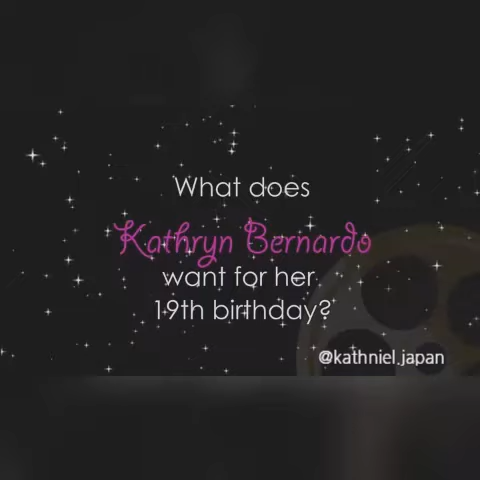 What does
Kathryn Bernardo
want for her
19th birthday?
@kathniel.japan